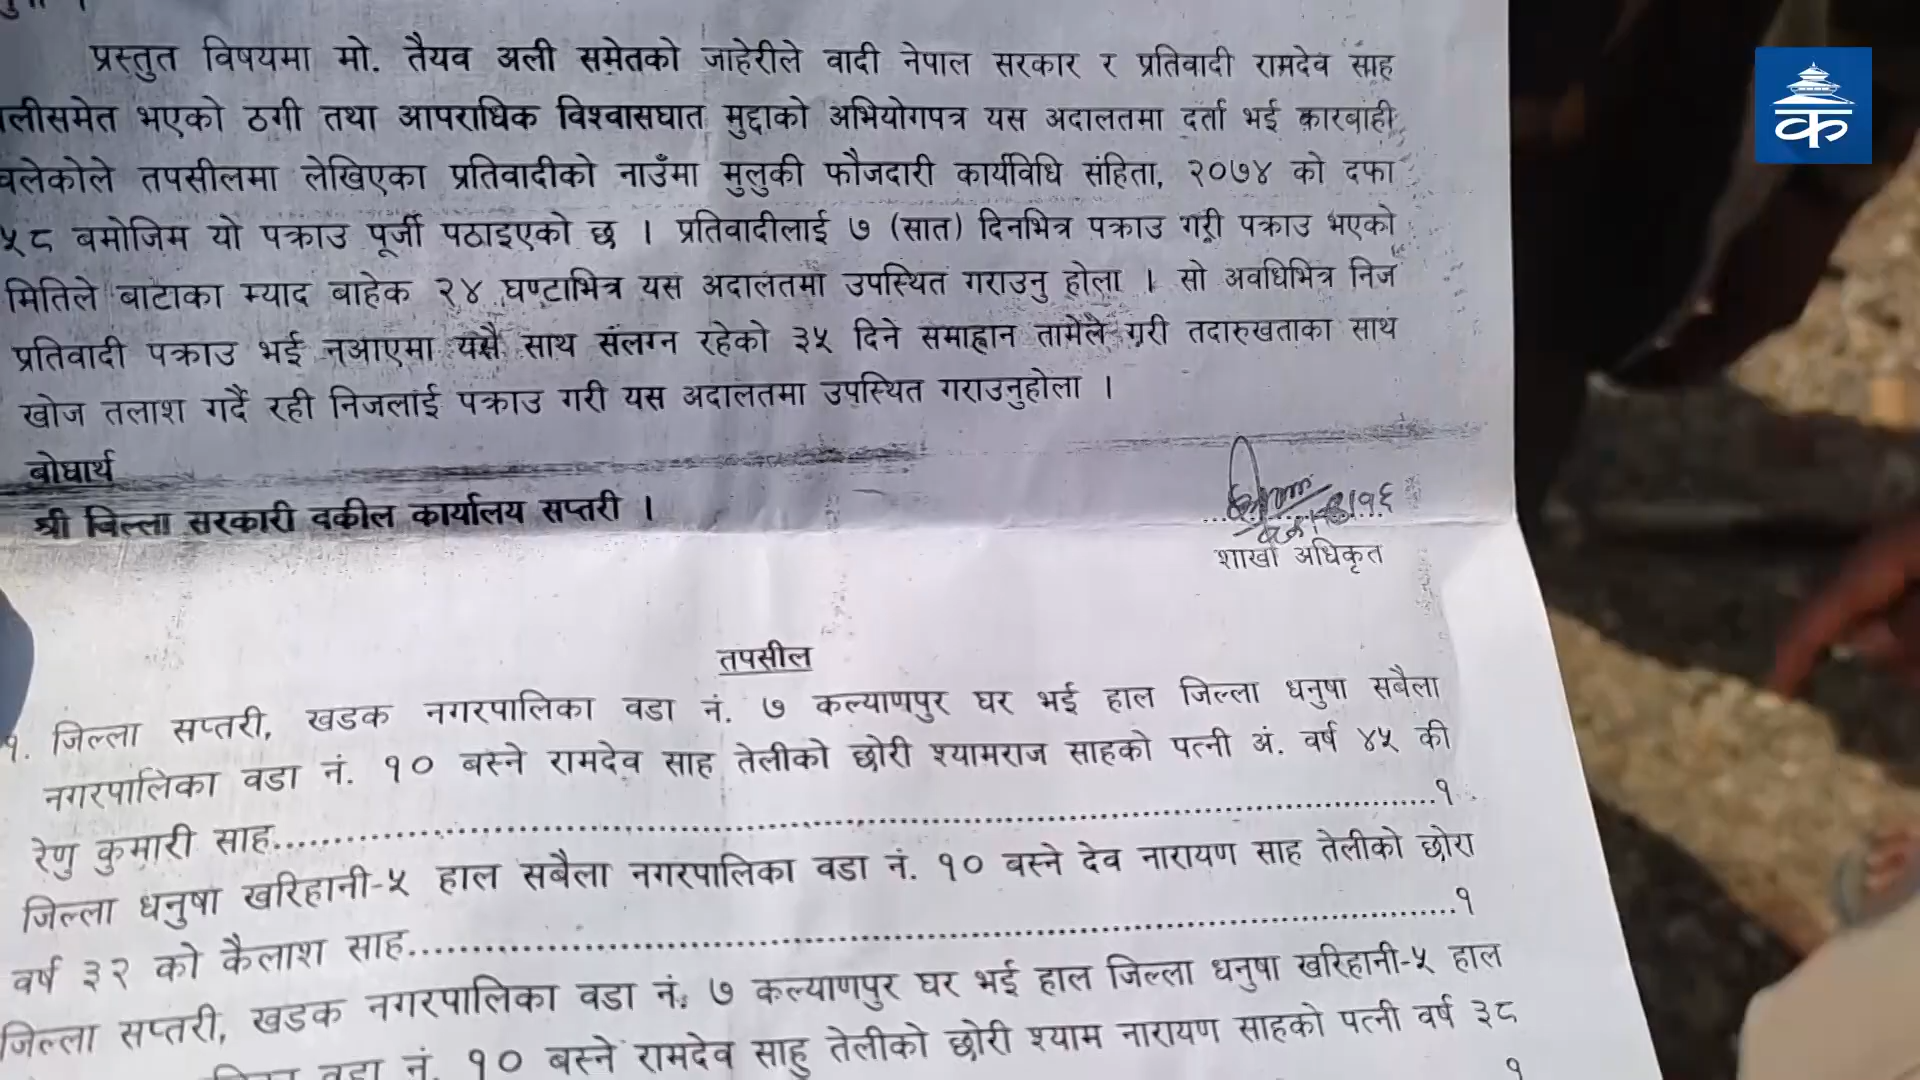 प्रस्तुत विषयमा मो. तैयव अली समेतको जाहेरीले वादी नेपाल सरकार र प्रतिवादी रामदेव साह
लीसमेत भएको ठगी तथा आपराधिक विश्वासघात मुद्दाको अभियोगपत्र यस अदालतमा दर्ता भई कारबाही
चलेकोले तपसीलमा लेखिएका प्रतिवादीको नाउँमा मुलुकी फौजदारी कार्यविधि संहिता, २०७४ को दफा
५८ बमोजिम यो पक्राउ पूर्जी पठाइएको छ । प्रतिवादीलाई ७ (सात) दिनभित्र पक्राउ गरी पक्राउ भएको
मितिले बाटाका म्याद बाहेक २४ घण्टाभित्र यस अदालतमा उपस्थित गराउनु होला । सो अवधिभित्र निज
प्रतिवादी पक्राउ भई नआएमा यसै साथ संलग्न रहेको ३५ दिने समाह्वान तामेलै गरी तदारुखताका साथ
खोज तलाश गर्दै रही निजलाई पक्राउ गरी यस अदालतमा उपस्थित गराउनुहोला ।
बोधार्थ
श्री जिल्ला सरकारी वकील कार्यालय सप्तरी ।
शाखा अधिकृत
तपसील
१. जिल्ला सप्तरी, खडक नगरपालिका वडा नं. ७ कल्याणपुर घर भई हाल जिल्ला धनुषा सबैला
नगरपालिका वडा नं. १० बस्ने रामदेव साह तेलीको छोरी श्यामराज साहको पत्नी अं. वर्ष ४५ की
रेणु कुमारी साह....................१
जिल्ला धनुषा खरिहानी-५ हाल सबैला नगरपालिका वडा नं. १० बस्ने देव नारायण साह तेलीको छोरा
वर्ष ३२ को कैलाश साह....................१
जिल्ला सप्तरी, खडक नगरपालिका वडा नं. ७ कल्याणपुर घर भई हाल जिल्ला धनुषा खरिहानी-५ हाल
वडा नं. १० बस्ने रामदेव साहु तेलीको छोरी श्याम नारायण साहको पत्नी वर्ष ३८
१
क